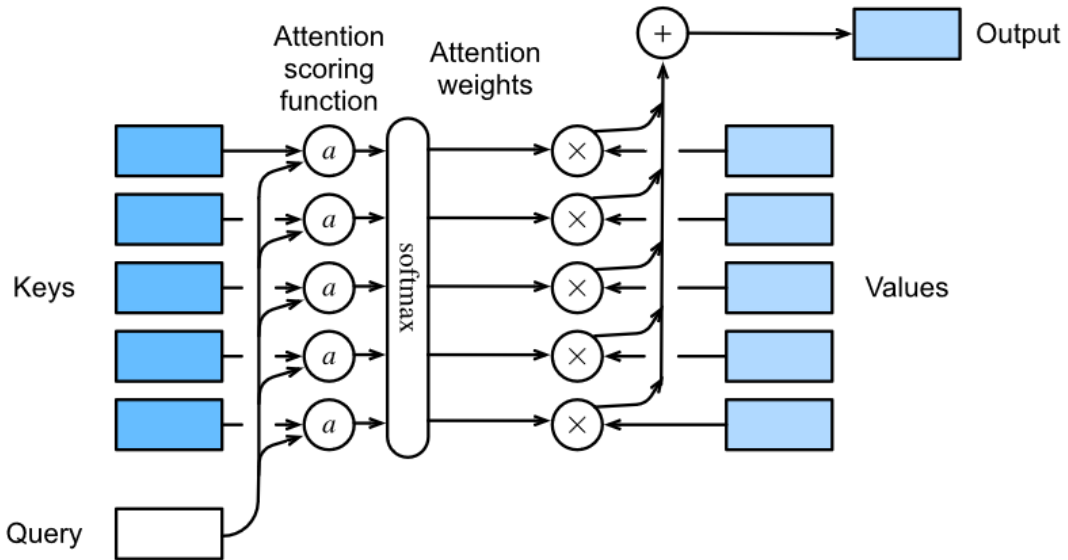 Output
Attention
scoring
function
Attention
weights
+
a
×
a
×
softmax
Keys
a
×
Values
a
×
a
×
Query